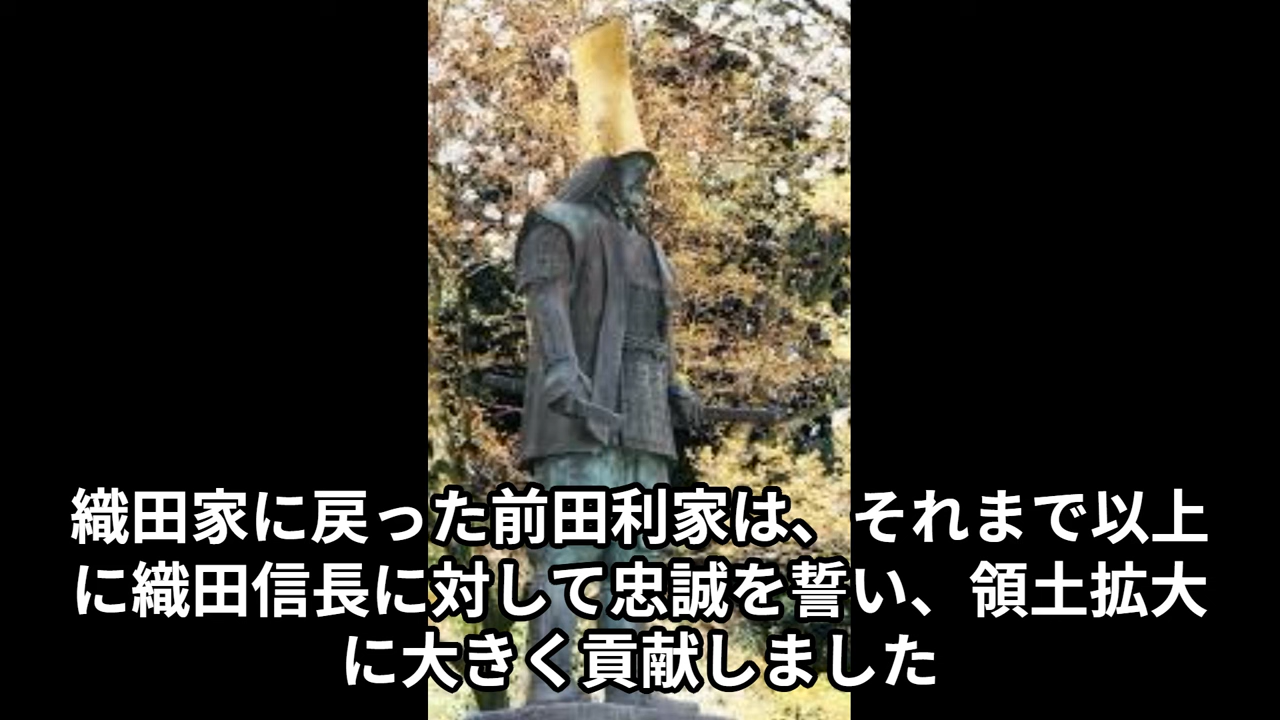 織田家に戻った前田利家は、それまで以上
に織田信長に対して忠誠を誓い、領土拡大
に大きく貢献しました